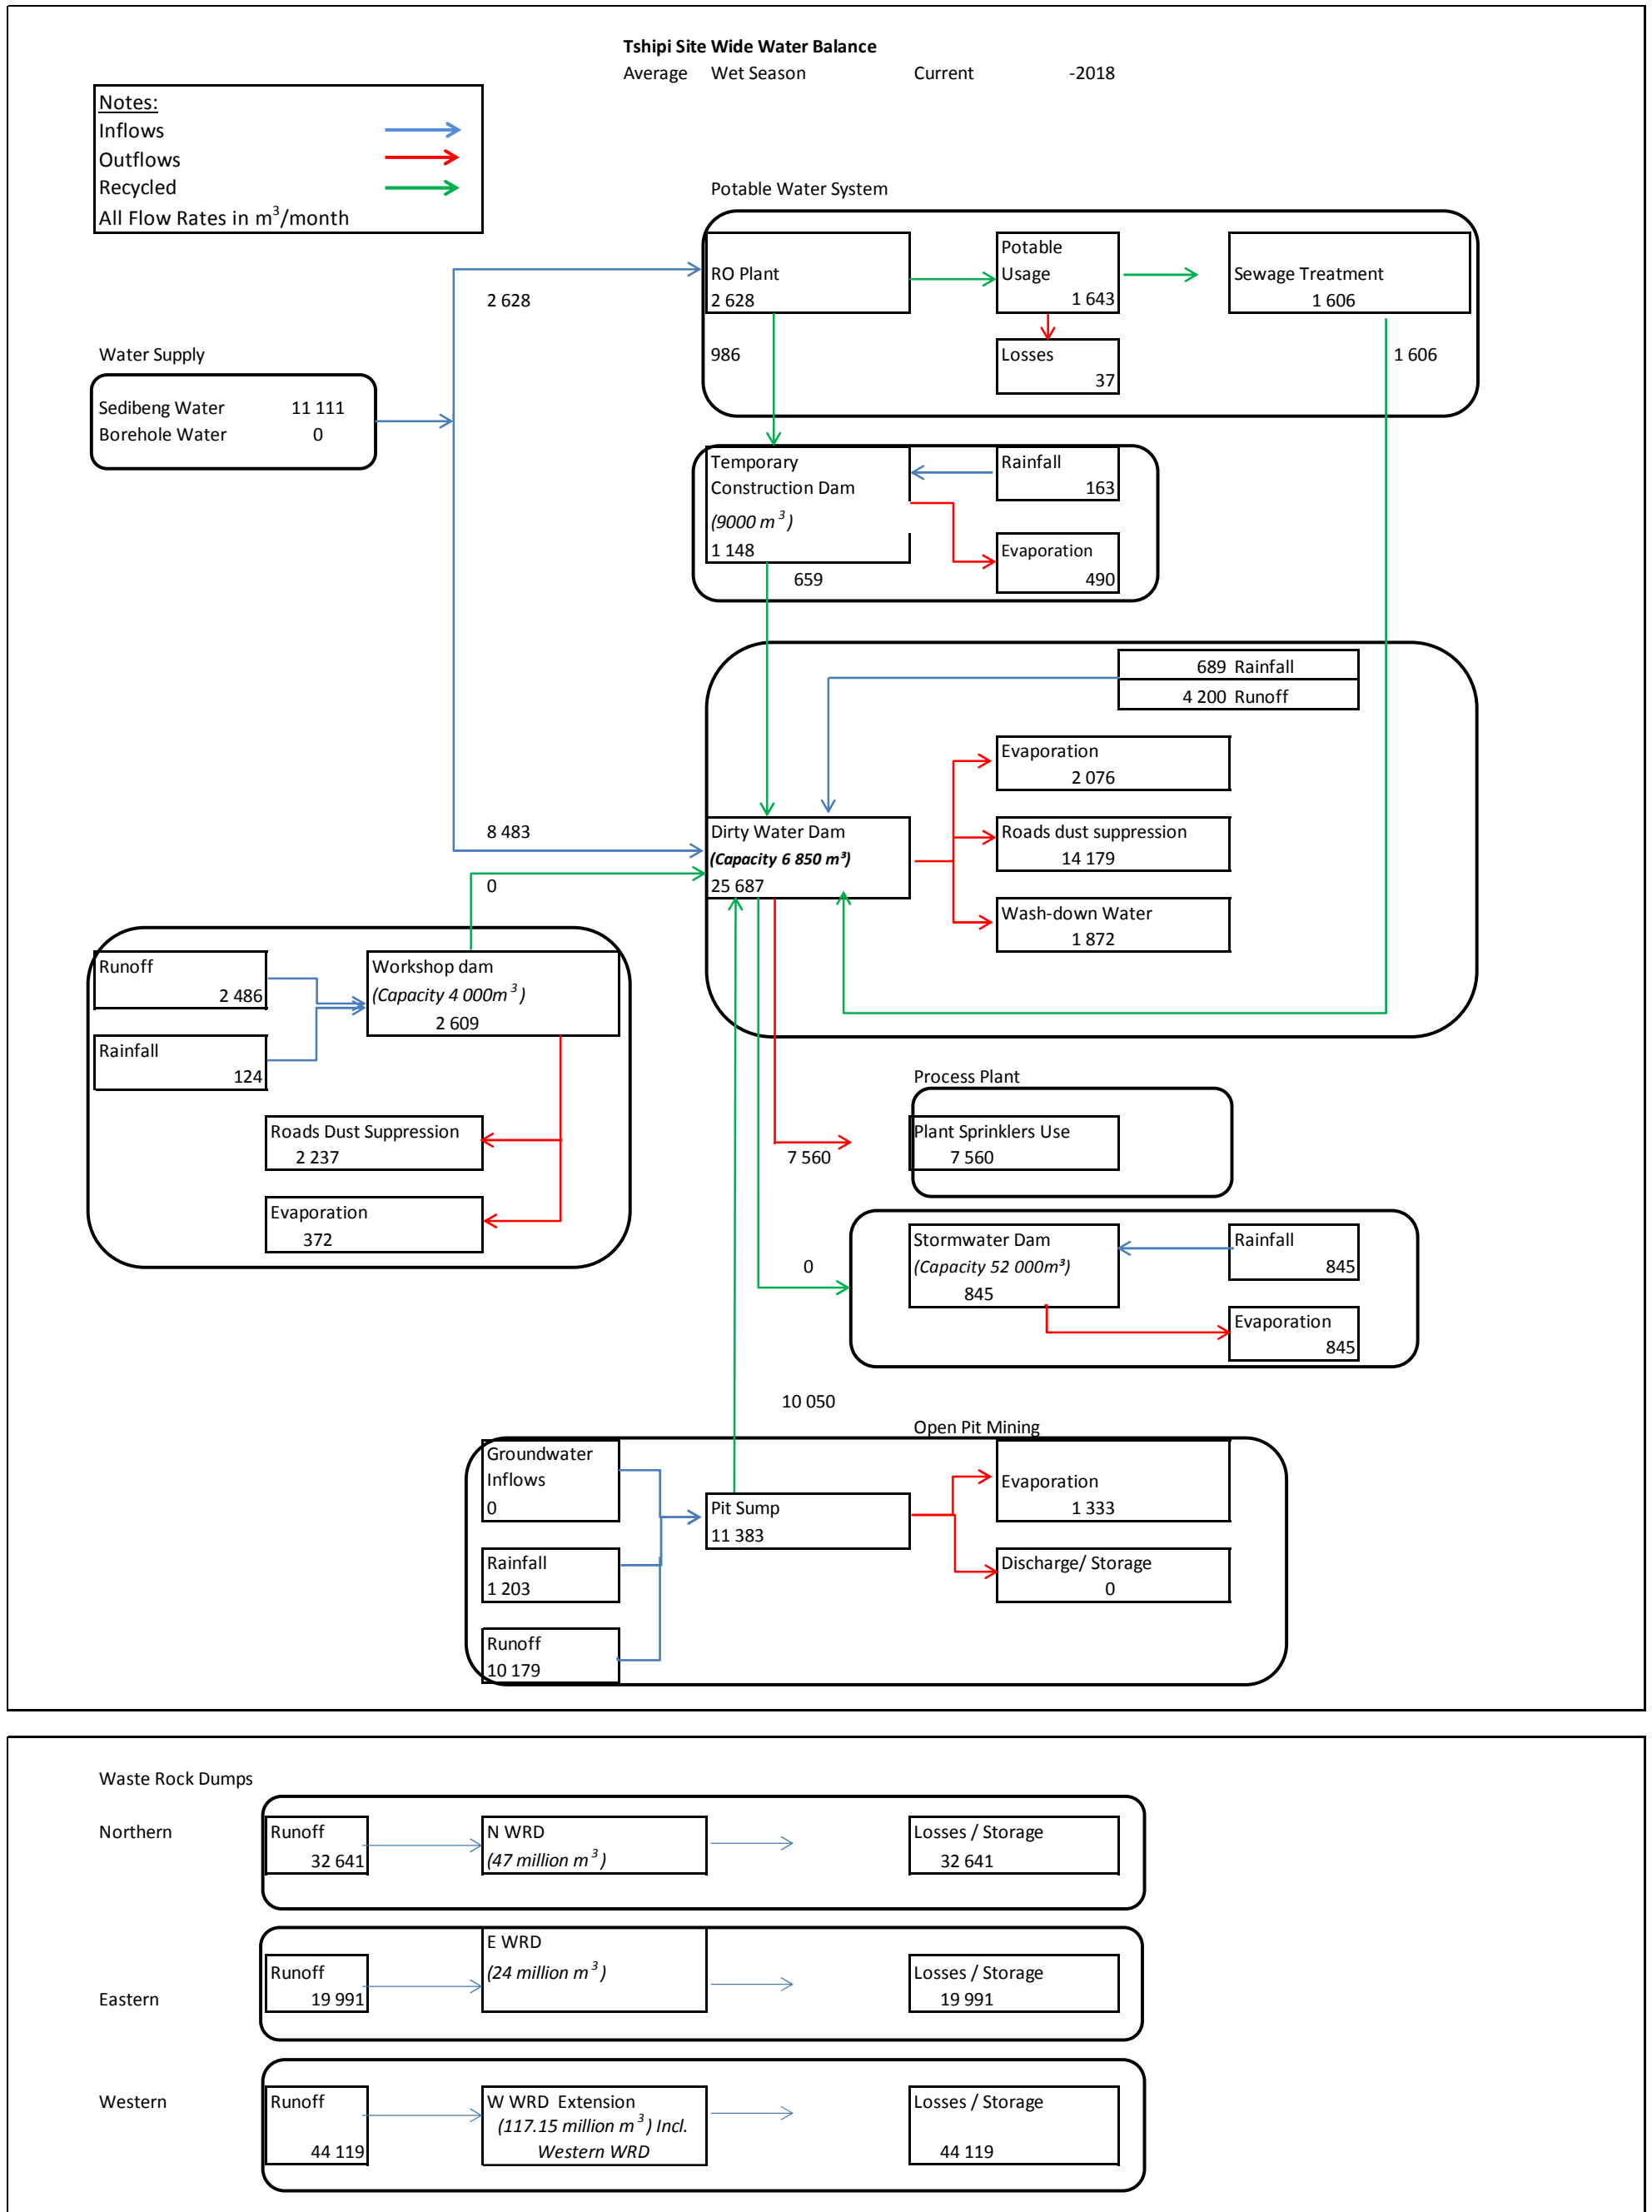 Tshipi Site Wide Water Balance
Average Wet Season Current -2018
Notes:
Inflows
Outflows
Recycled
All Flow Rates in m³/month
Potable Water System
RO Plant
2 628
Potable
Usage
1 643
Sewage Treatment
1 606
2 628
986
Losses
37
1 606
Water Supply
Sedibeng Water 11 111
Borehole Water 0
Temporary
Construction Dam
(9000 m³)
1 148
Rainfall
163
Evaporation
490
659
689 Rainfall
4 200 Runoff
Evaporation
2 076
8 483
Dirty Water Dam
(Capacity 6 850 m³)
25 687
Roads dust suppression
14 179
0
Wash-down Water
1 872
Runoff
2 486
Workshop dam
(Capacity 4 000m³)
2 609
Rainfall
124
Roads Dust Suppression
2 237
Evaporation
372
Process Plant
Plant Sprinklers Use
7 560
7 560
Stormwater Dam
(Capacity 52 000m³)
845
Rainfall
845
0
Evaporation
845
10 050
Open Pit Mining
Groundwater
Inflows
0
Pit Sump
11 383
Evaporation
1 333
Rainfall
1 203
Discharge/ Storage
0
Runoff
10 179
Waste Rock Dumps
Northern
Runoff
32 641
N WRD
(47 million m³)
Losses / Storage
32 641
Eastern
Runoff
19 991
E WRD
(24 million m³)
Losses / Storage
19 991
Western
Runoff
44 119
W WRD Extension
(117.15 million m³) Incl.
Western WRD
Losses / Storage
44 119